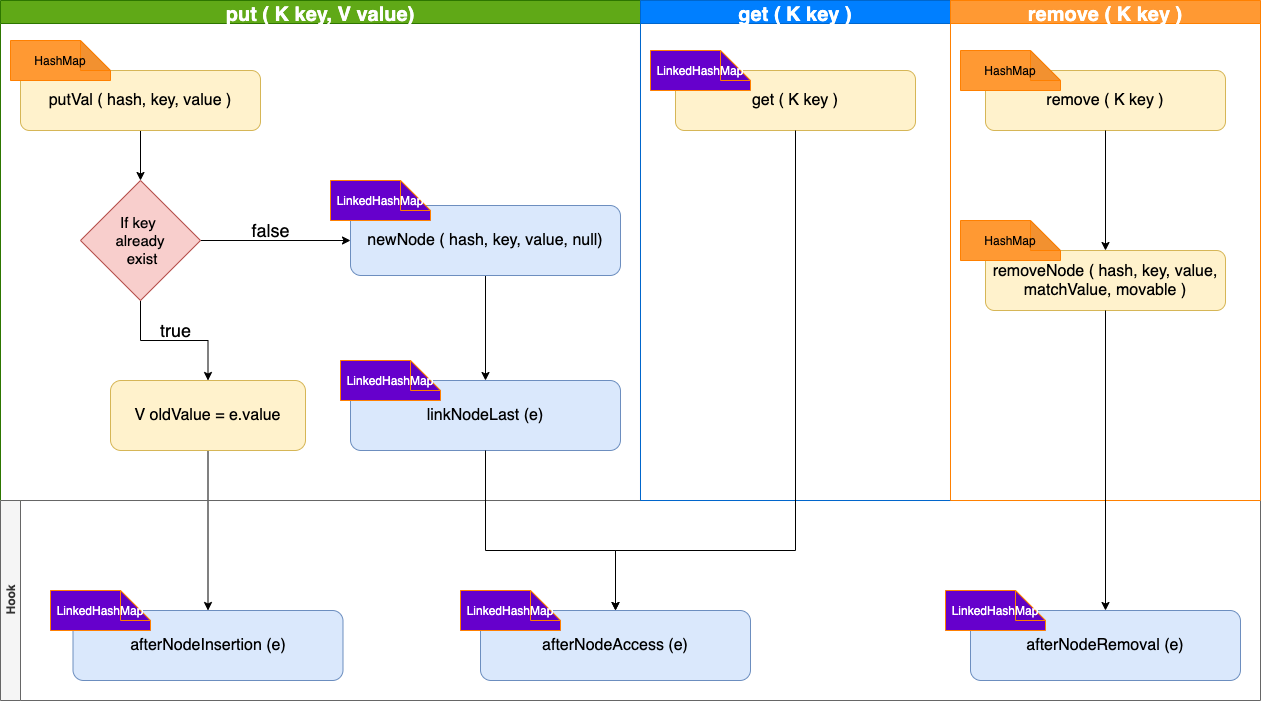 put ( K key, V value)
get ( K key )
remove ( K key )
HashMap
putVal ( hash, key, value )
LinkedHashMap
get ( K key )
HashMap
remove ( K key )
If key
already
exist
false
true
LinkedHashMap
newNode ( hash, key, value, null)
HashMap
removeNode ( hash, key, value,
matchValue, movable )
V oldValue = e.value
LinkedHashMap
linkNodeLast (e)
Hook
LinkedHashMap
afterNodeInsertion (e)
LinkedHashMap
afterNodeAccess (e)
LinkedHashMap
afterNodeRemoval (e)